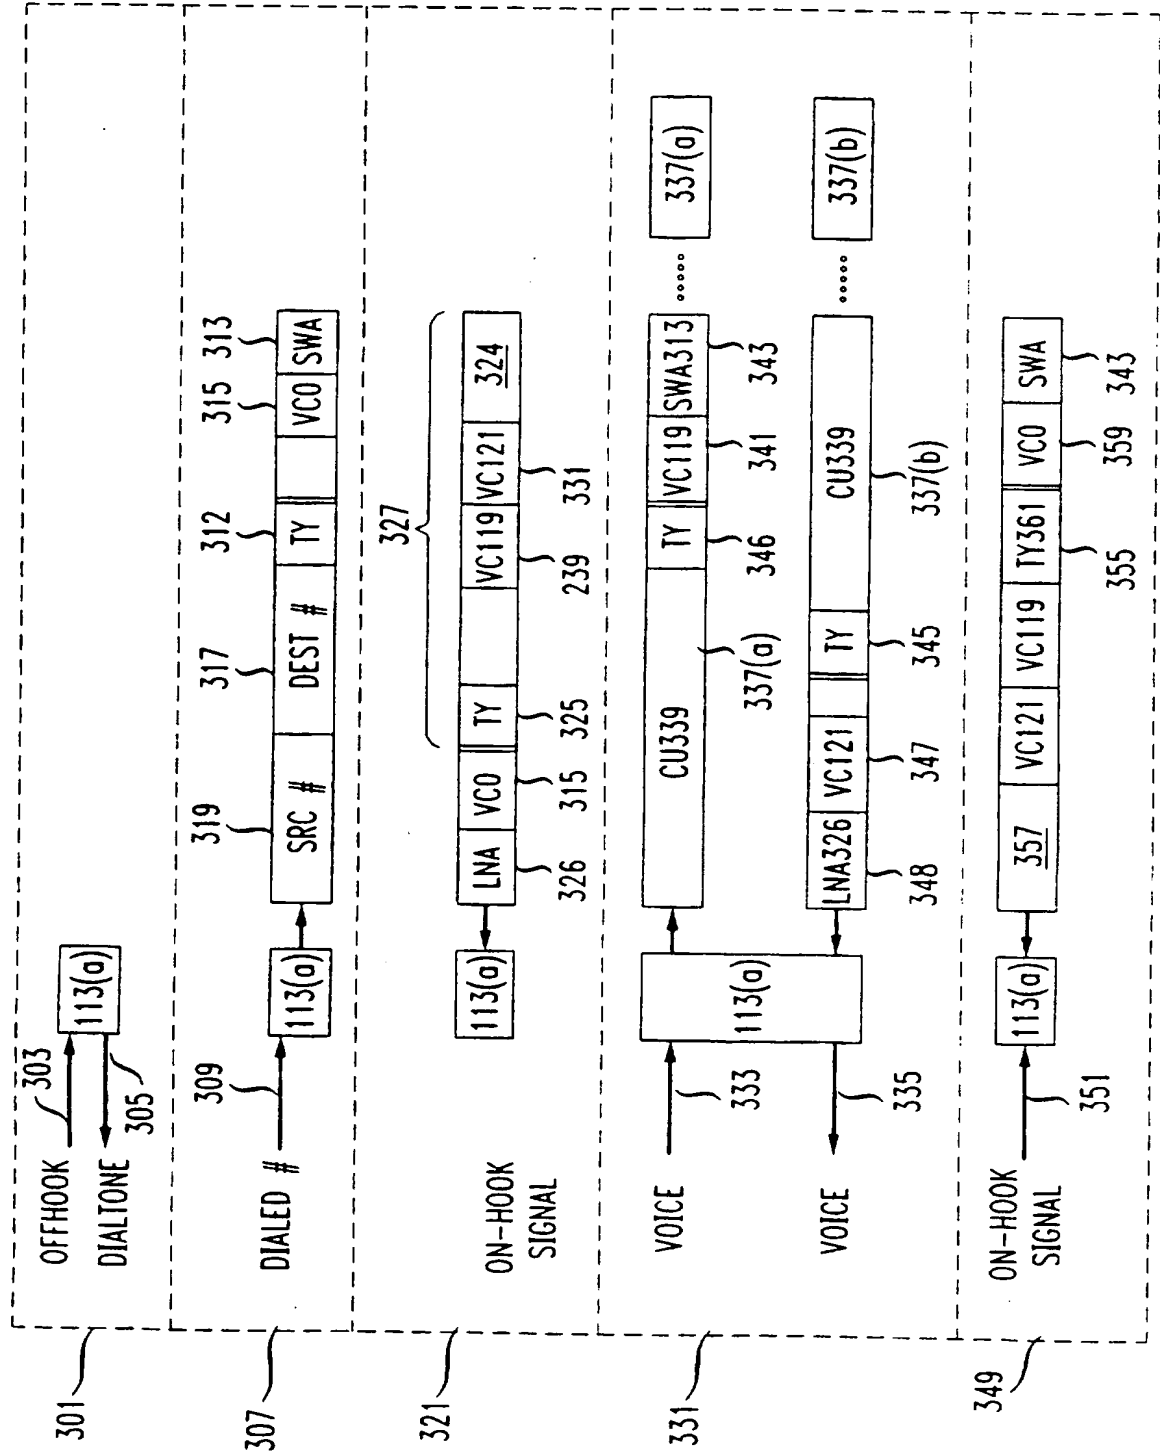 301
OFFHOOK
303
113(a)
DIALTONE
305
307
DIALED #
309
113(a)
319
317
312
315
313
SRC #
DEST #
TY
VC0
SWA
321
ON-HOOK
SIGNAL
113(a)
327
LNA
VC0
TY
VC119
VC121
324
326
315
325
239
331
331
VOICE
333
113(a)
CU339
TY
VC119
SWA313
337(a)
337(a)
346
341
343
VOICE
335
LNA326
VC121
TY
CU339
337(b)
348
347
345
337(b)
349
ON-HOOK
SIGNAL
351
113(a)
357
VC121
VC119
TY361
VC0
SWA
355
359
343